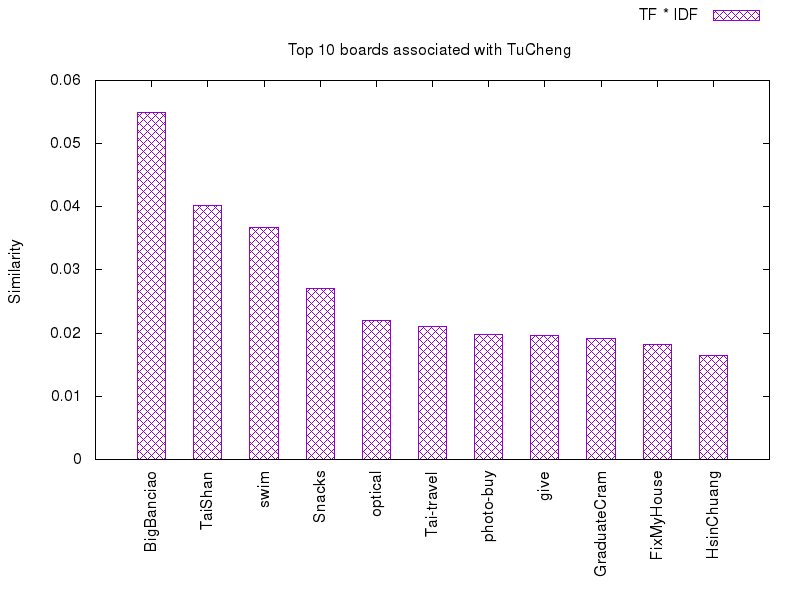 TF * IDF
Top 10 boards associated with TuCheng
Similarity
0.06
0.05
0.04
0.03
0.02
0.01
0
BigBanciao
TaiShan
swim
Snacks
optical
Tai-travel
photo-buy
give
GraduateCram
FixMyHouse
HsinChuang